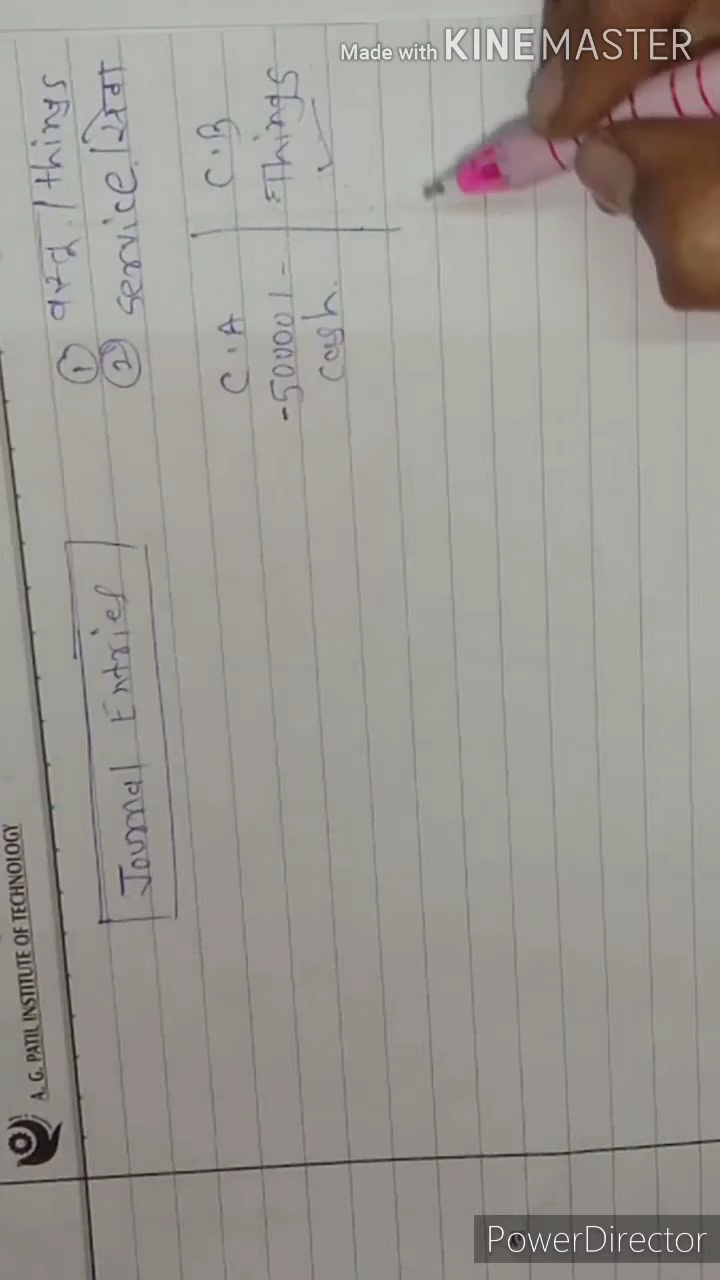 Made with KINEMASTER
A. G. PATIL INSTITUTE OF TECHNOLOGY
Journal Entries
① वस्तु / things
② service / सेवा
C.A | C.B
-50000/- | Things
cash.
PowerDirector